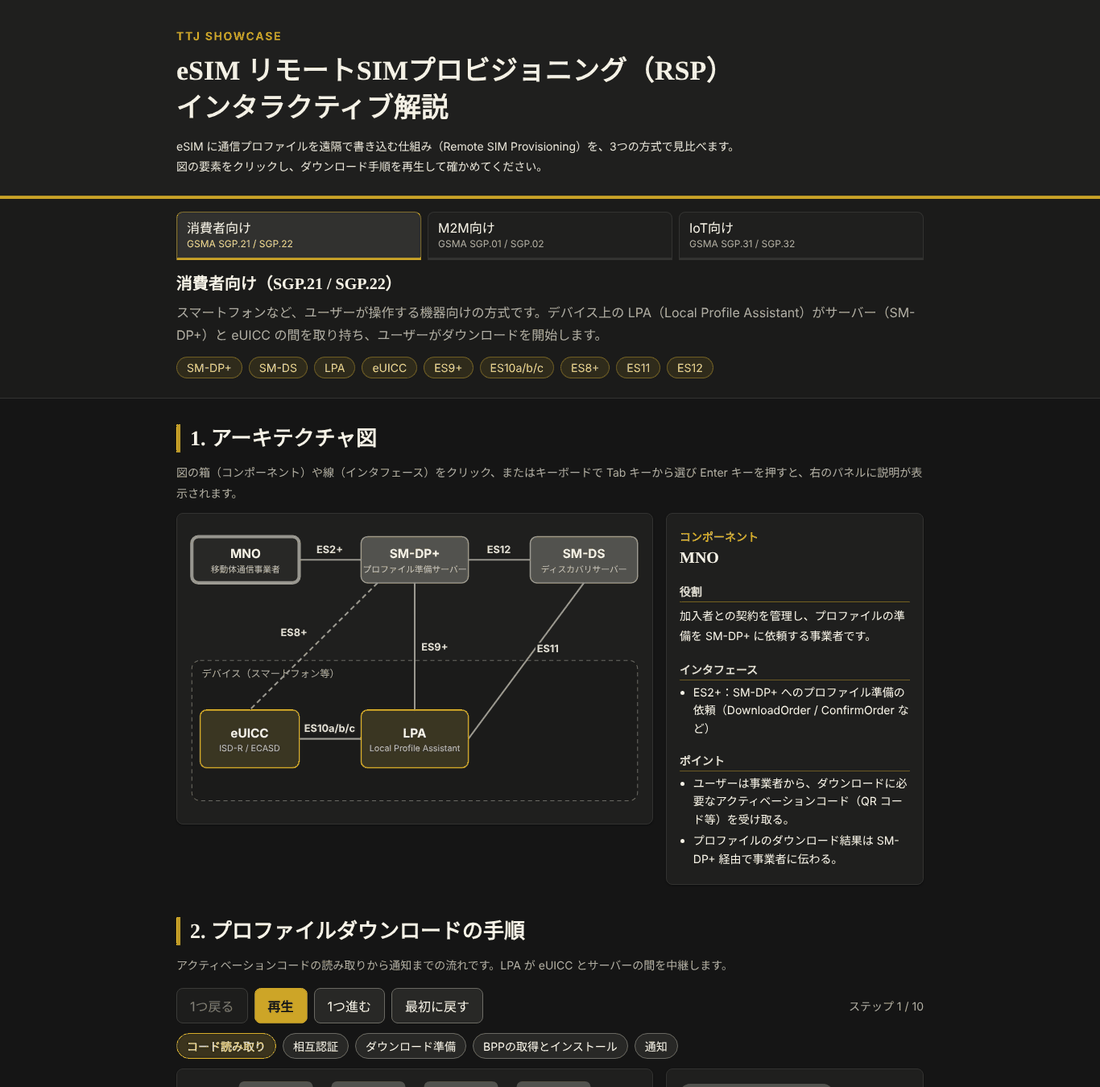 TTJ SHOWCASE
eSIM リモートSIMプロビジョニング（RSP）
インタラクティブ解説
eSIM に通信プロファイルを遠隔で書き込む仕組み（Remote SIM Provisioning）を、3つの方式で見比べます。
図の要素をクリックし、ダウンロード手順を再生して確かめてください。
消費者向け
GSMA SGP.21 / SGP.22
M2M向け
GSMA SGP.01 / SGP.02
IoT向け
GSMA SGP.31 / SGP.32
消費者向け（SGP.21 / SGP.22）
スマートフォンなど、ユーザーが操作する機器向けの方式です。デバイス上の LPA（Local Profile Assistant）がサーバー（SM-
DP+）と eUICC の間を取り持ち、ユーザーがダウンロードを開始します。
SM-DP+ SM-DS LPA eUICC ES9+ ES10a/b/c ES8+ ES11 ES12
1. アーキテクチャ図
図の箱（コンポーネント）や線（インタフェース）をクリック、またはキーボードで Tab キーから選び Enter キーを押すと、右のパネルに説明が表
示されます。
MNO
移動体通信事業者
ES2+
SM-DP+
プロファイル準備サーバー
ES12
SM-DS
ディスカバリサーバー
ES8+
ES9+
ES11
デバイス（スマートフォン等）
eUICC
ISD-R / ECASD
ES10a/b/c
LPA
Local Profile Assistant
コンポーネント
MNO
役割
加入者との契約を管理し、プロファイルの準
備を SM-DP+ に依頼する事業者です。
インタフェース
• ES2+：SM-DP+ へのプロファイル準備の
依頼（DownloadOrder / ConfirmOrder な
ど）
ポイント
• ユーザーは事業者から、ダウンロードに必
要なアクティベーションコード（QR コー
ド等）を受け取る。
• プロファイルのダウンロード結果は SM-
DP+ 経由で事業者に伝わる。
2. プロファイルダウンロードの手順
アクティベーションコードの読み取りから通知までの流れです。LPA が eUICC とサーバーの間を中継します。
1つ戻る 再生 1つ進む 最初に戻す ステップ 1 / 10
コード読み取り 相互認証 ダウンロード準備 BPPの取得とインストール 通知